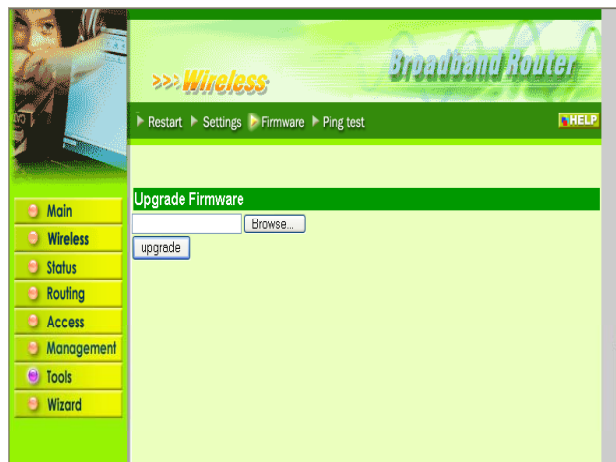 Broadband Router
>>> Wireless
Restart Settings Firmware Ping test HELP
Upgrade Firmware
Browse...
upgrade
Main
Wireless
Status
Routing
Access
Management
Tools
Wizard